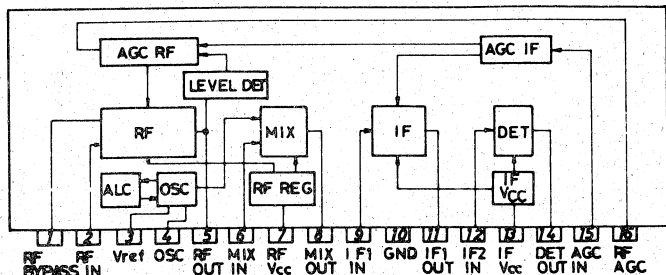 AGC RF
AGC IF
LEVEL DET
RF
MIX
IF
DET
ALC
OSC
RF REG
IF VCC
1 2 3 4 5 6 7 8 9 10 11 12 13 14 15 16
RF RF Vref OSC RF MIX RF MIX IF1 GND IF1 IF2 IF DET AGC RF
BYPASS IN OUT IN Vcc OUT IN OUT IN Vcc OUT IN AGC